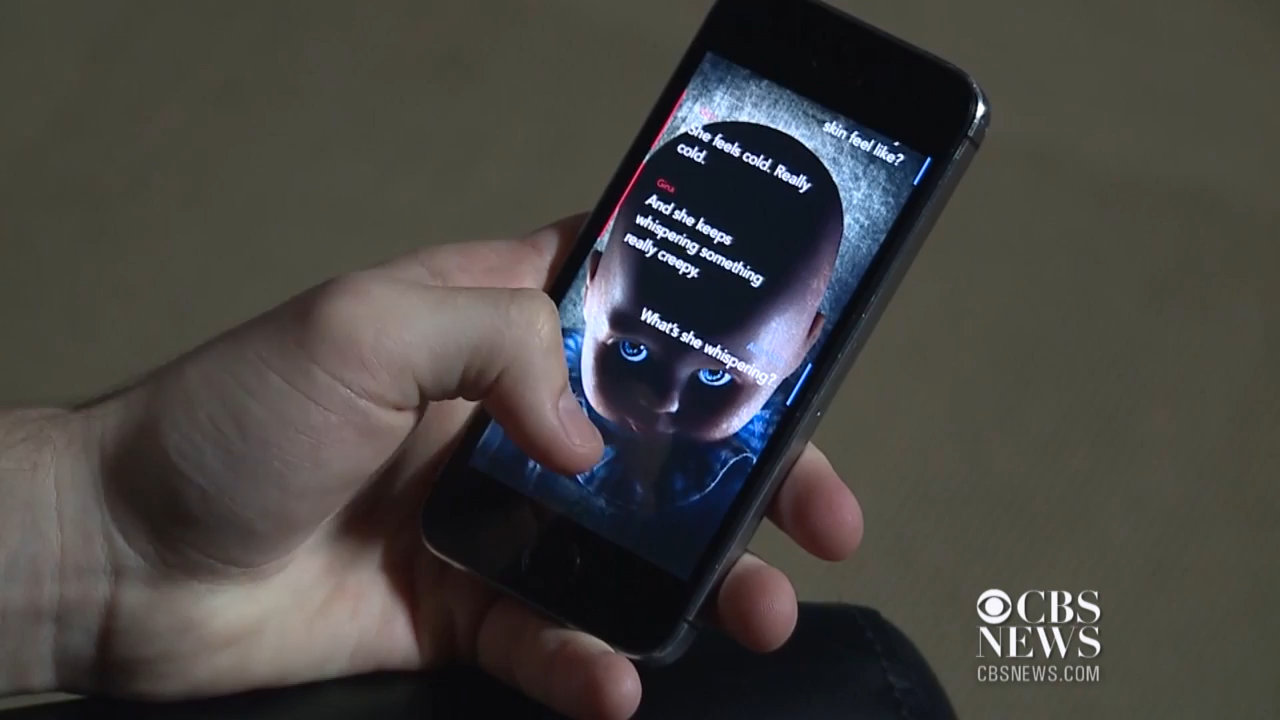 skin feel like?
She feels cold. Really
cold.
Gina
And she keeps
whispering something
really creepy.
What's she whispering?
CBS
NEWS
CBSNEWS.COM